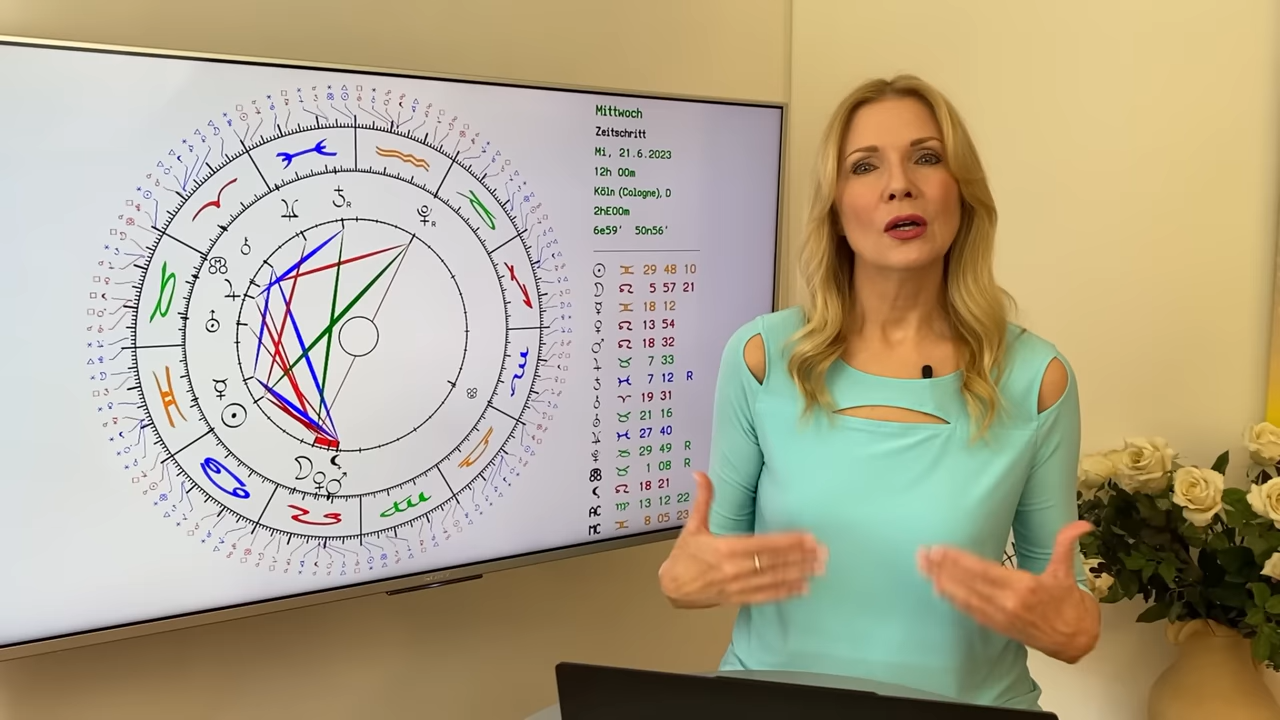 Mittwoch
Zeitschritt
Mi, 21.6.2023
12h 00m
Köln (Cologne), D
2hE00m
6e59' 50n56'
☉ ♊ 29 48 10
☽ ♌ 5 57 21
☿ ♊ 18 12
♀ ♌ 13 54
♂ ♌ 18 32
♃ ♉ 7 33
♄ ♓ 7 12 R
♅ ♈ 19 31
⚷ ♉ 21 16
♆ ♓ 27 40
29 49 R
☊ ♉ 1 08 R
⚸ ♌ 18 21
AC ♍ 13 12 22
MC ♊ 8 05 23